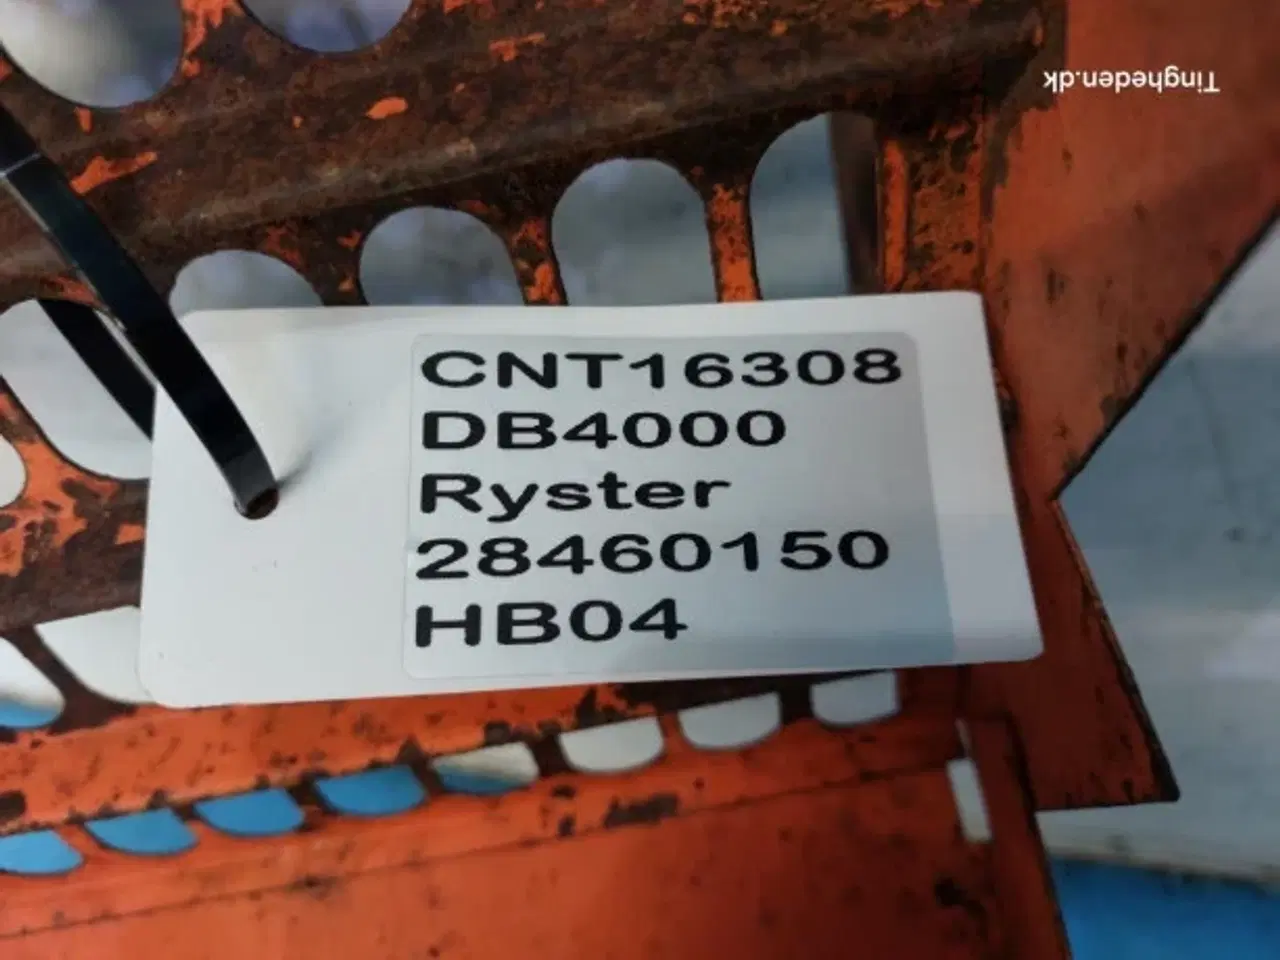 Tingheden.dk
CNT16308
DB4000
Ryster
28460150
HB04